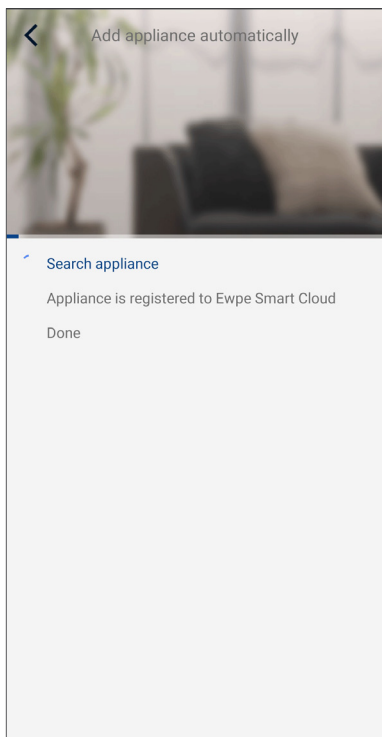 Add appliance automatically
Search appliance
Appliance is registered to Ewpe Smart Cloud
Done